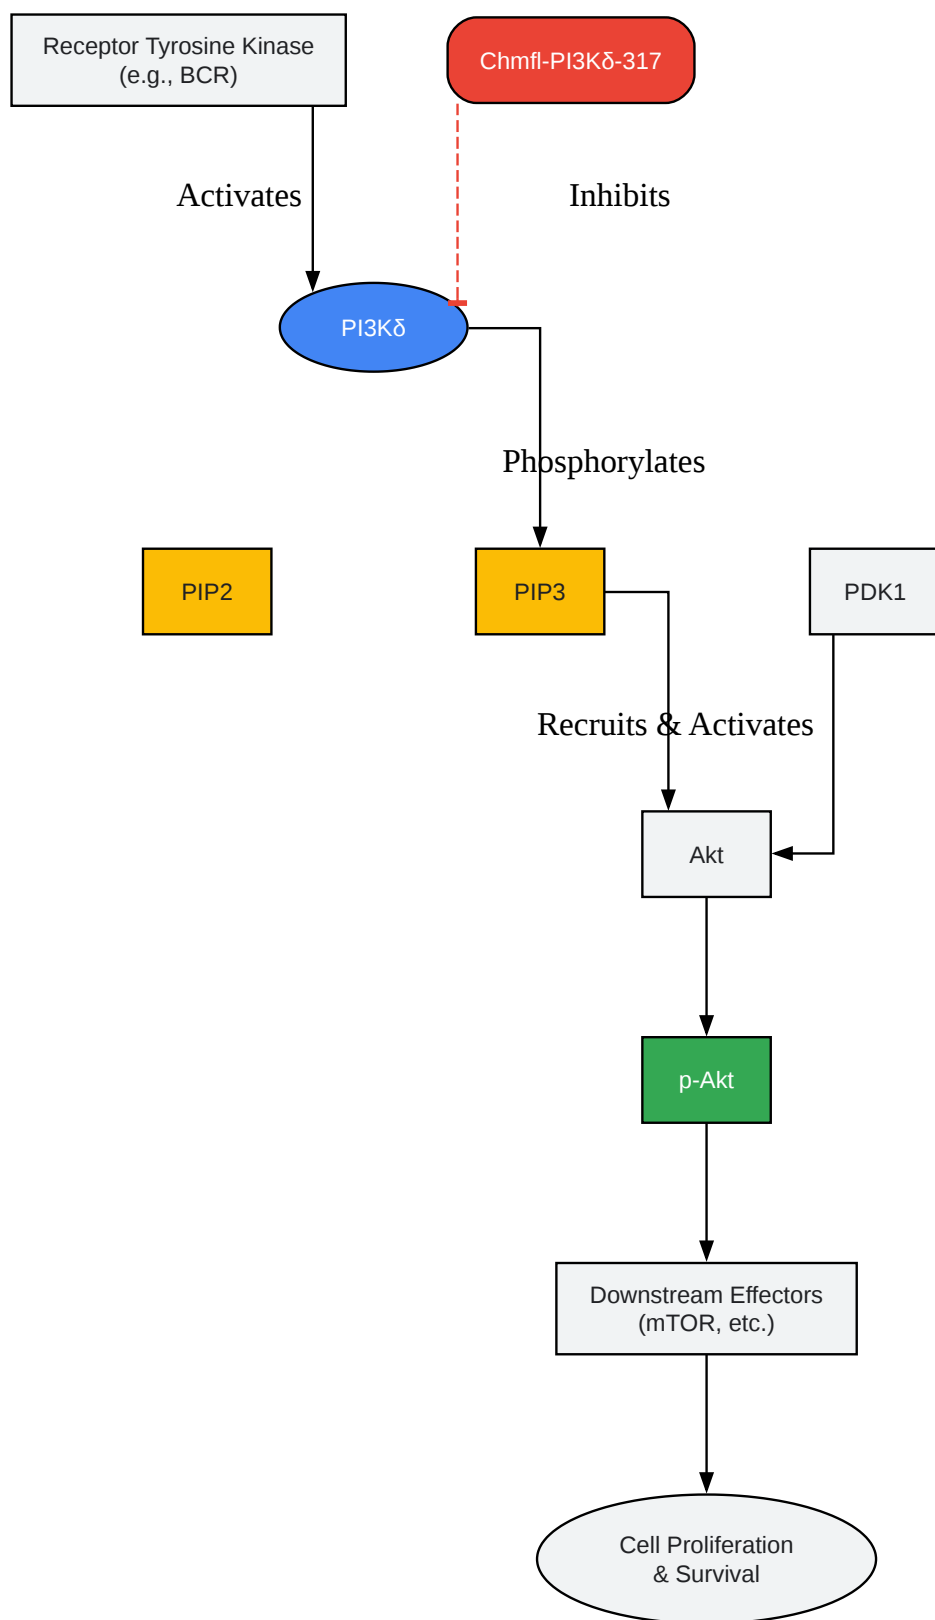 Receptor Tyrosine Kinase
(e.g., BCR)
Chmfl-PI3Kδ-317
Activates
Inhibits
PI3Kδ
Phosphorylates
PIP2
PIP3
PDK1
Recruits & Activates
Akt
p-Akt
Downstream Effectors
(mTOR, etc.)
Cell Proliferation
& Survival